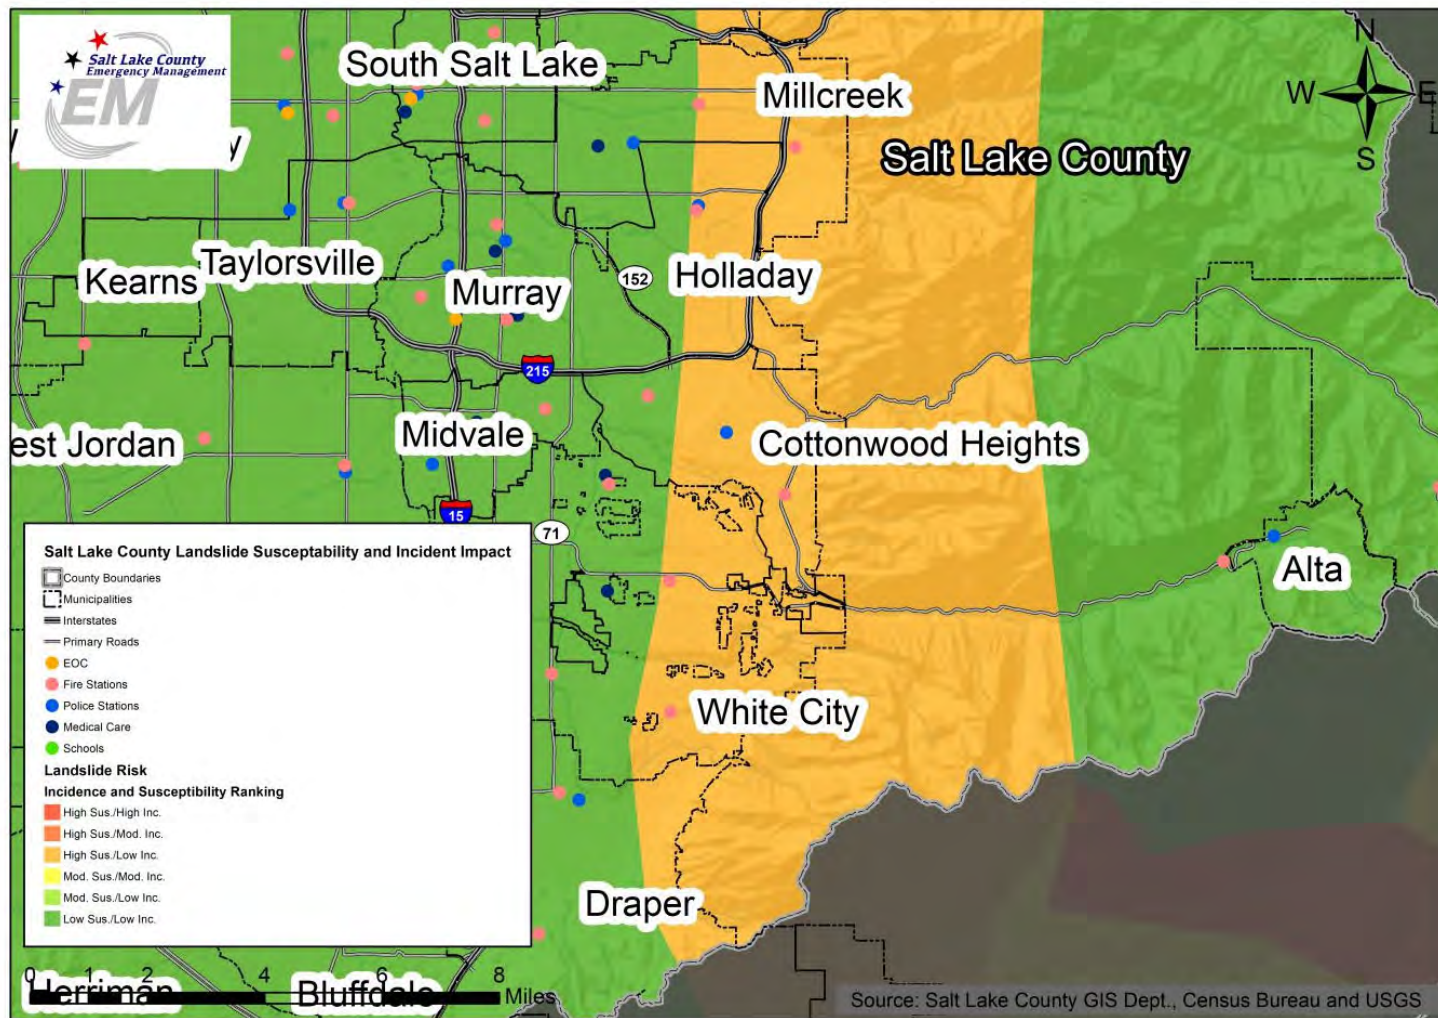 Salt Lake County
Emergency Management
EM
South Salt Lake
Millcreek
N
W
E
S
Salt Lake County
Kearns
Taylorsville
Murray
152
Holladay
215
est Jordan
Midvale
Cottonwood Heights
15
71
Alta
White City
Draper
Salt Lake County Landslide Susceptability and Incident Impact
County Boundaries
Municipalities
Interstates
Primary Roads
EOC
Fire Stations
Police Stations
Medical Care
Schools
Landslide Risk
Incidence and Susceptibility Ranking
High Sus./High Inc.
High Sus./Mod. Inc.
High Sus./Low Inc.
Mod. Sus./Mod. Inc.
Mod. Sus./Low Inc.
Low Sus./Low Inc.
0 1 2 4 6 8
Miles
Herriman
Bluffdale
Source: Salt Lake County GIS Dept., Census Bureau and USGS